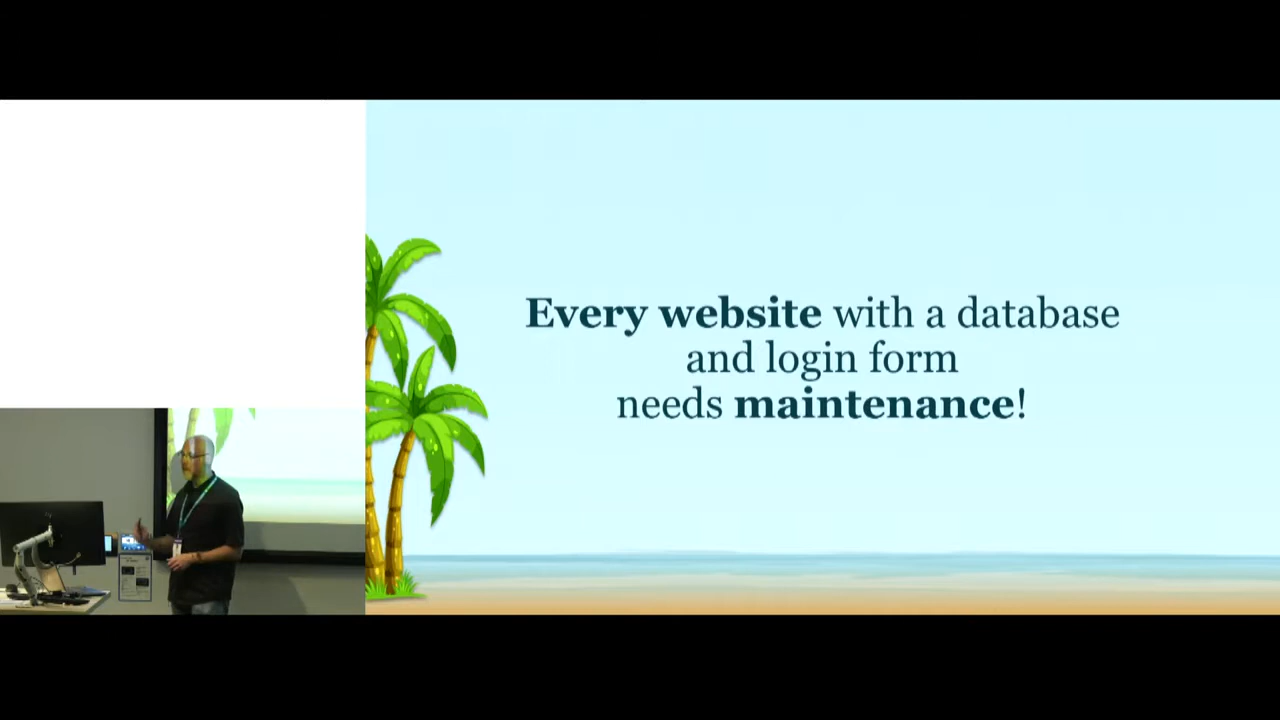 Every website with a database
and login form
needs maintenance!